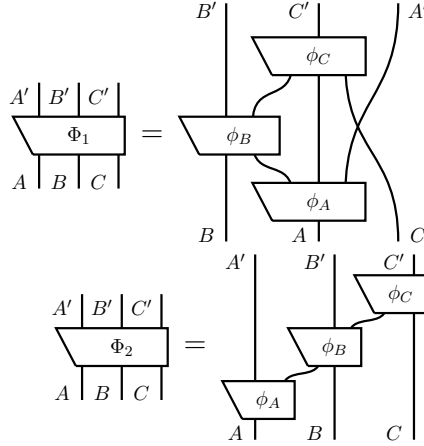 B′ C′ A′
ϕ_C
A′ B′ C′
Φ_1 = ϕ_B
A B C
ϕ_A
B A C
A′ B′ C′
ϕ_C
A′ B′ C′
Φ_2 = ϕ_B
A B C
ϕ_A
A B C